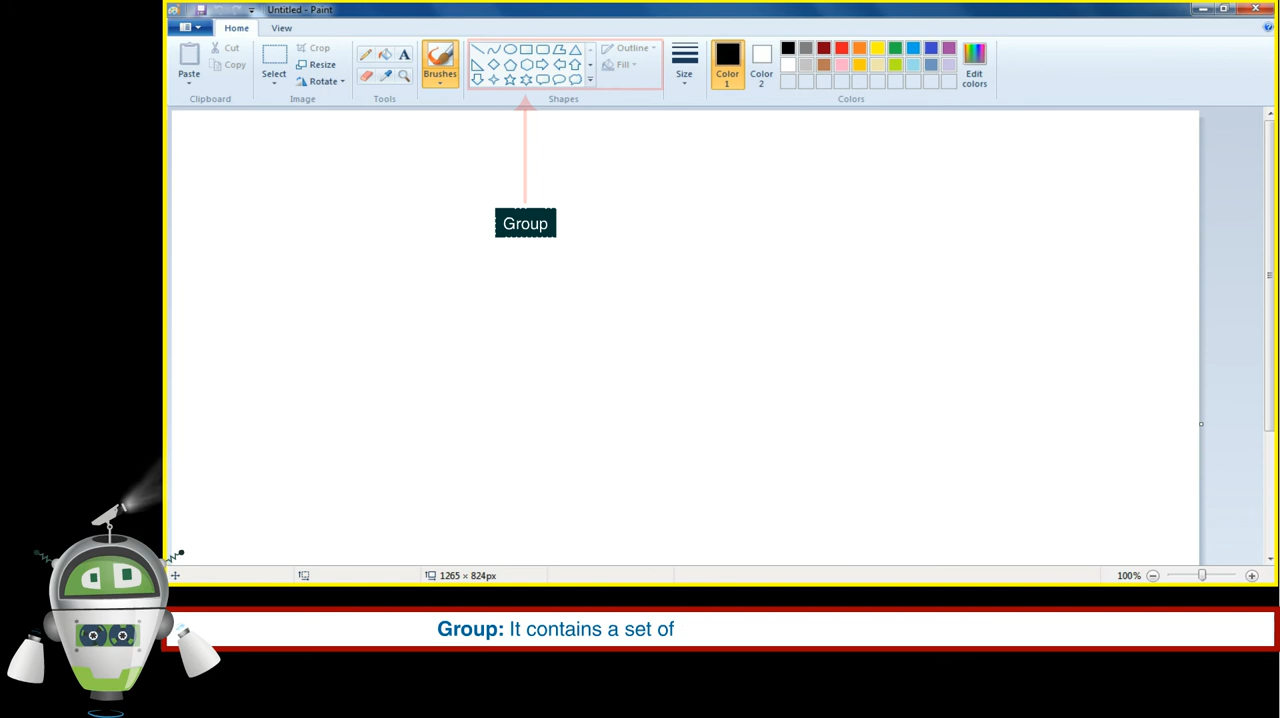 Untitled - Paint
Home View
Paste
Cut
Copy
Clipboard
Select
Crop
Resize
Rotate
Image
A
Tools
Brushes
Outline
Fill
Shapes
Size
Color
1
Color
2
Edit
colors
Colors
Group
1265 × 824px
100%
Group: It contains a set of